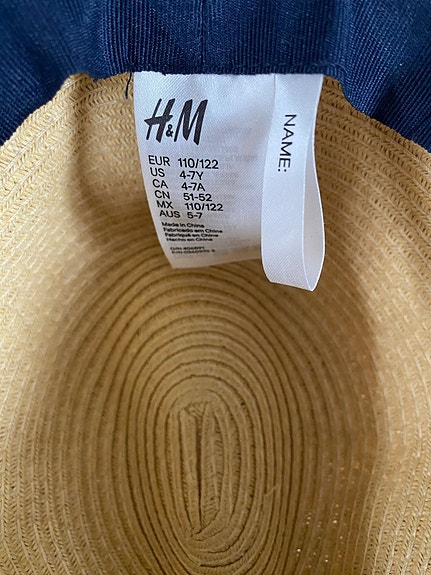 H&M
EUR 110/122
US 4-7Y
CA 4-7A
CN 51-52
MX 110/122
AUS 5-7
Made in China
Fabricado em China
Fabriqué en Chine
Hecho en China
NAME: